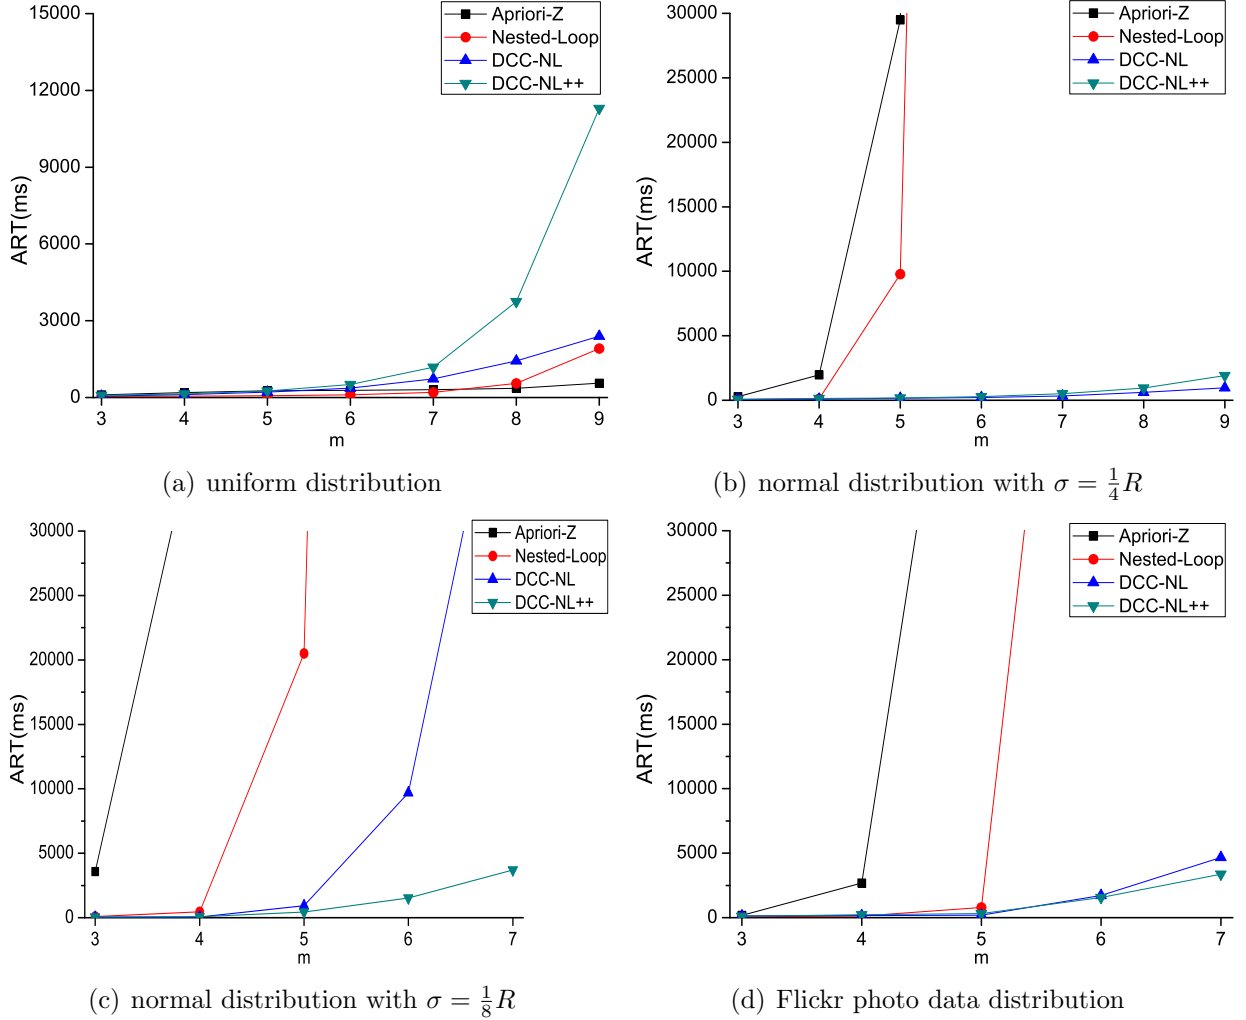 15000
12000
9000
6000
3000
0
ART(ms)
3 4 5 6 7 8 9
m
Apriori-Z
Nested-Loop
DCC-NL
DCC-NL++
(a) uniform distribution
30000
25000
20000
15000
10000
5000
0
ART(ms)
3 4 5 6 7 8 9
m
Apriori-Z
Nested-Loop
DCC-NL
DCC-NL++
(b) normal distribution with σ = 1/4 R
30000
25000
20000
15000
10000
5000
0
ART(ms)
3 4 5 6 7
m
Apriori-Z
Nested-Loop
DCC-NL
DCC-NL++
(c) normal distribution with σ = 1/8 R
30000
25000
20000
15000
10000
5000
0
ART(ms)
3 4 5 6 7
m
Apriori-Z
Nested-Loop
DCC-NL
DCC-NL++
(d) Flickr photo data distribution